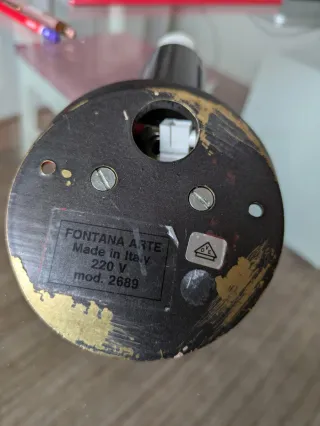 FONTANA ARTE
Made in Italy
220 V
mod. 2689